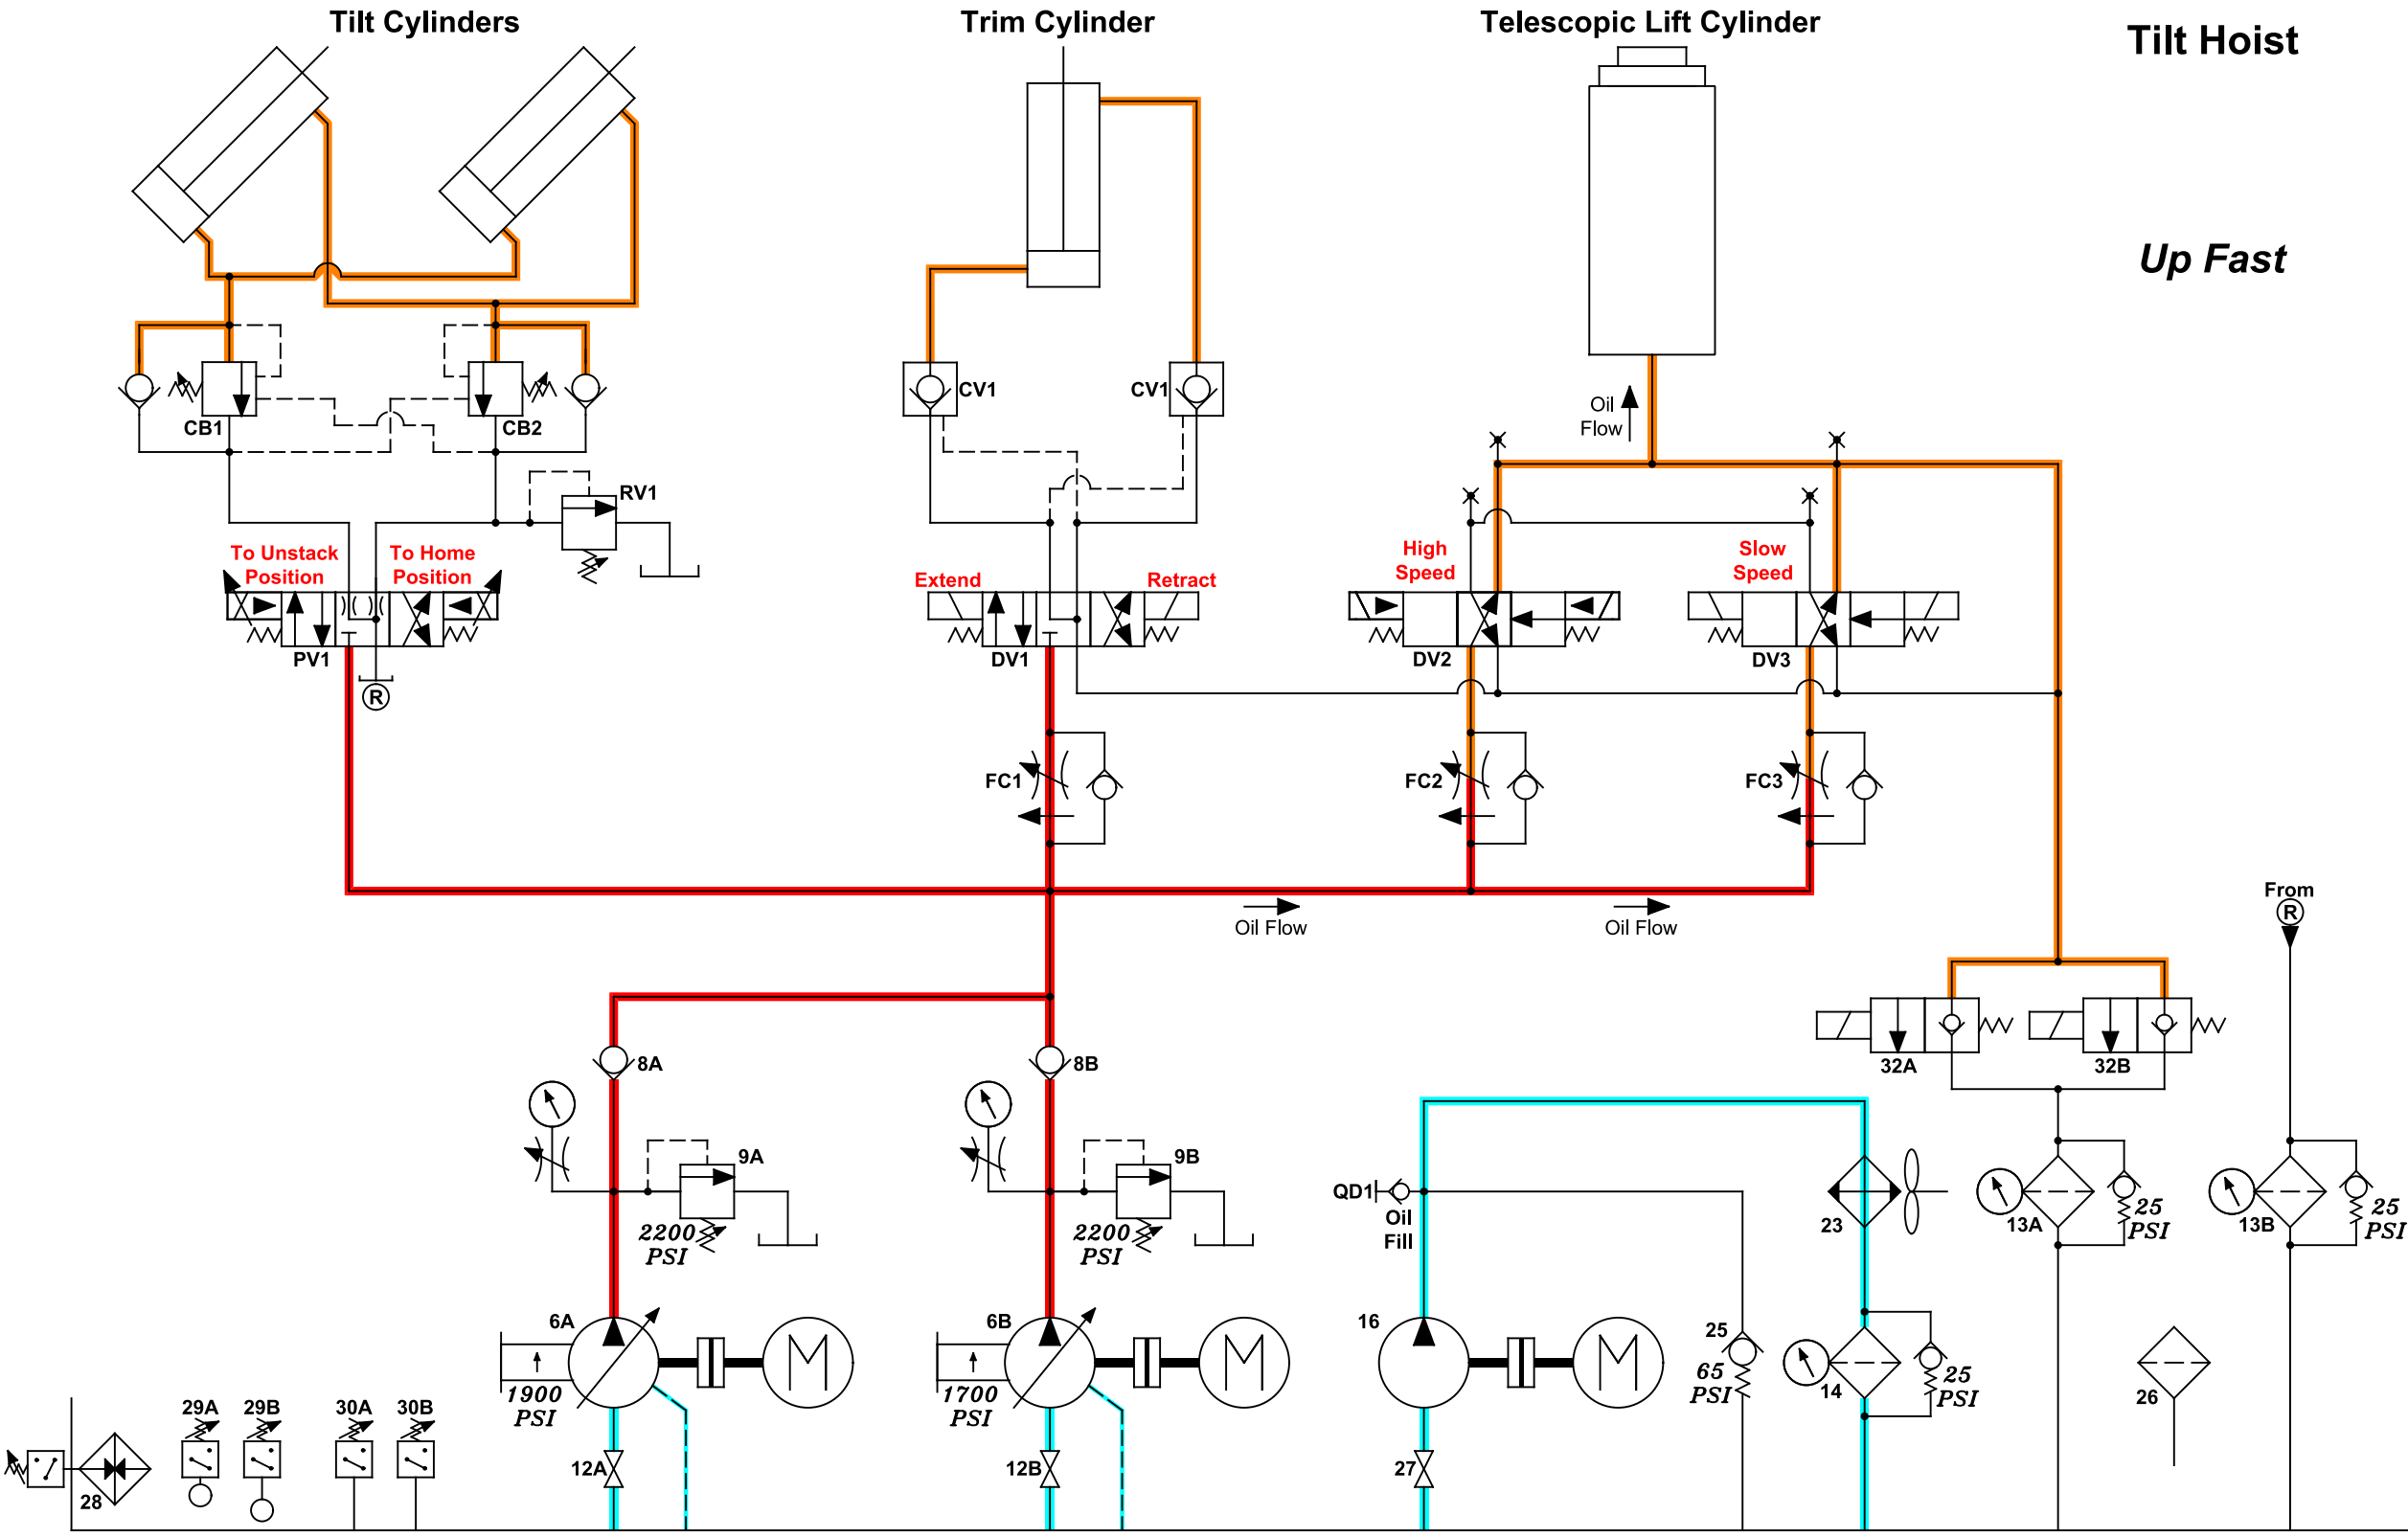 Tilt Cylinders
Trim Cylinder
Telescopic Lift Cylinder
Tilt Hoist
Up Fast
CB1
CB2
CV1
CV1
Oil
Flow
RV1
To Unstack
Position
To Home
Position
Extend
Retract
High
Speed
Slow
Speed
PV1
R
DV1
DV2
DV3
FC1
FC2
FC3
Oil Flow
Oil Flow
From
R
8A
8B
32A
32B
9A
9B
2200
PSI
2200
PSI
QD1
Oil
Fill
23
13A
25
PSI
13B
25
PSI
6A
M
1900
PSI
6B
M
1700
PSI
16
M
25
65
PSI
14
25
PSI
26
28
29A
29B
30A
30B
12A
12B
27